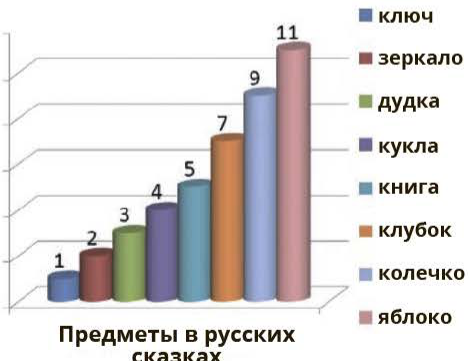 1
2
3
4
5
7
9
11
ключ
зеркало
дудка
кукла
книга
клубок
колечко
яблоко
Предметы в русских
сказках